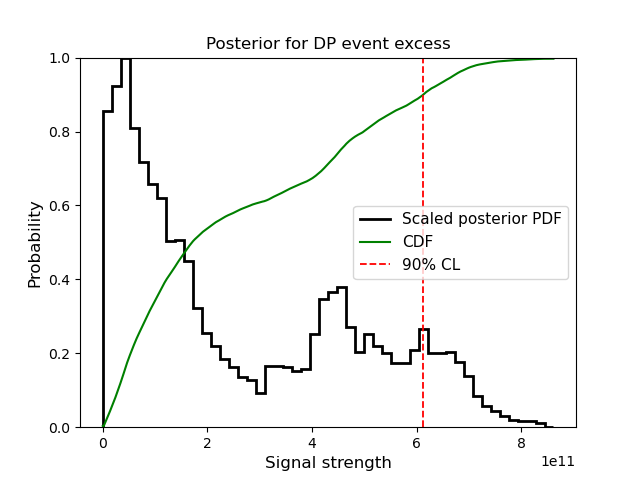 Posterior for DP event excess
Probability
1.0
0.8
0.6
0.4
0.2
0.0
Scaled posterior PDF
CDF
90% CL
0 2 4 6 8
1e11
Signal strength